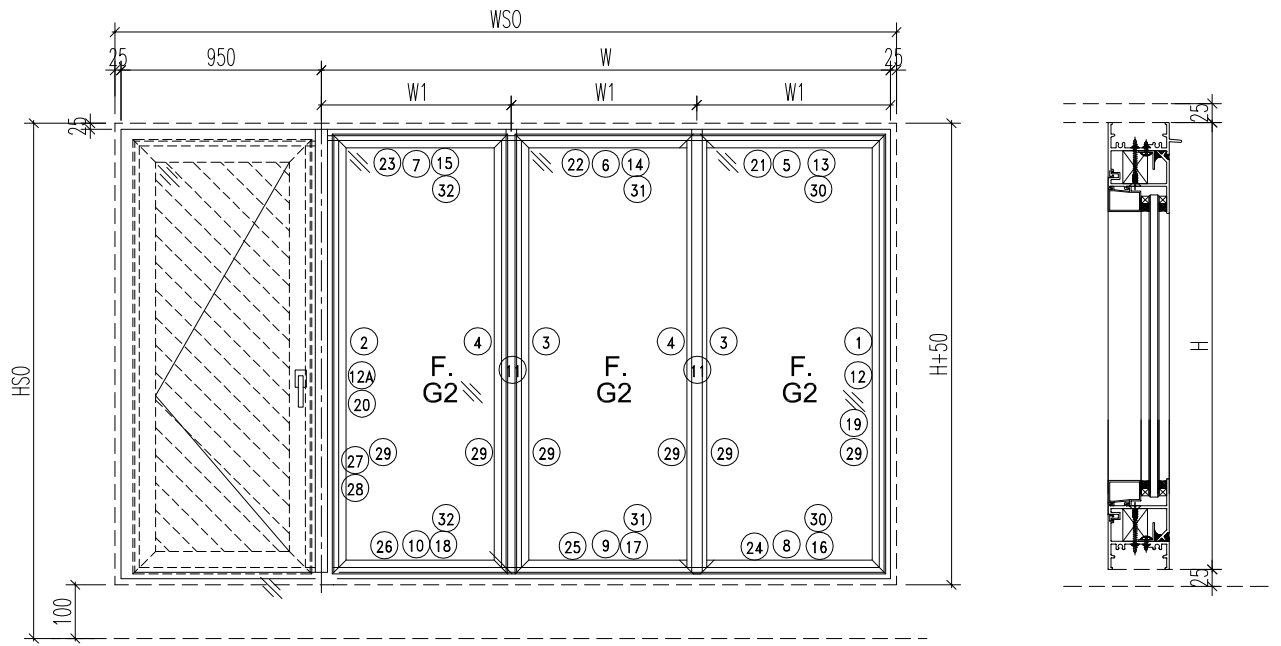 WSO
25 950 W 25
W1 W1 W1
25 25
23 7 15 22 6 14 21 5 13
32 31 30
2 4 3 4 3 1
11 11
12A 12
F. F. F.
G2 G2 G2
20
19
HSO H+50 H
27 29 29 29 29 29 29
28
32 31 30
26 10 18 25 9 17 24 8 16
25
100